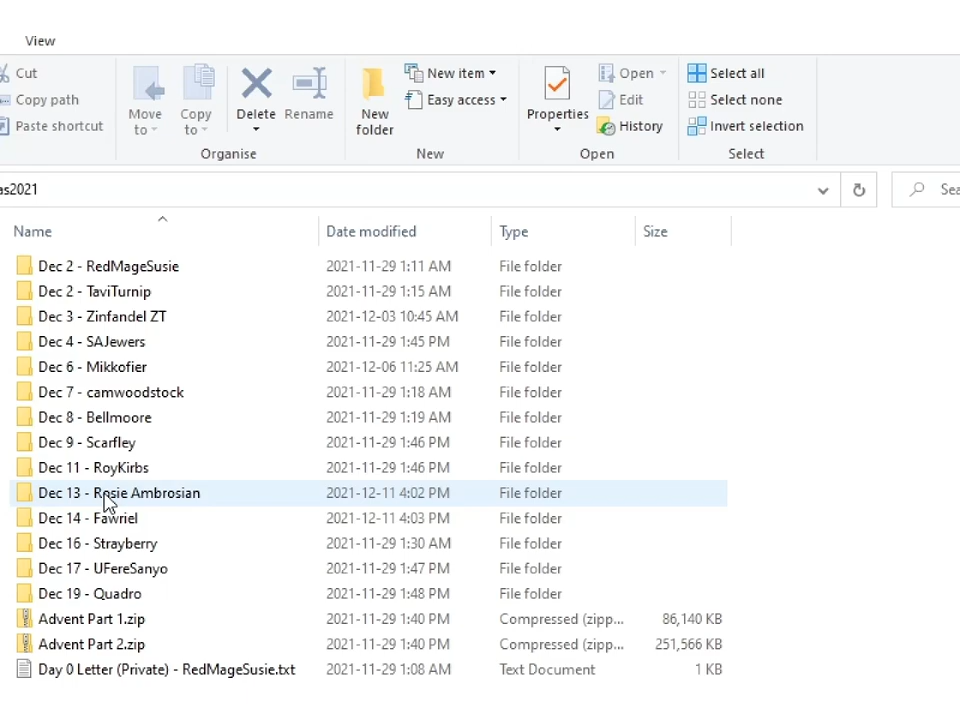 View
Cut
Copy path
Paste shortcut
Move to
Copy to
Delete
Rename
Organise
New folder
New item
Easy access
New
Properties
Open
Edit
History
Open
Select all
Select none
Invert selection
Select
as2021
Sea
Name Date modified Type Size
Dec 2 - RedMageSusie 2021-11-29 1:11 AM File folder
Dec 2 - TaviTurnip 2021-11-29 1:15 AM File folder
Dec 3 - Zinfandel ZT 2021-12-03 10:45 AM File folder
Dec 4 - SAJewers 2021-11-29 1:45 PM File folder
Dec 6 - Mikkofier 2021-12-06 11:25 AM File folder
Dec 7 - camwoodstock 2021-11-29 1:18 AM File folder
Dec 8 - Bellmoore 2021-11-29 1:19 AM File folder
Dec 9 - Scarfley 2021-11-29 1:46 PM File folder
Dec 11 - RoyKirbs 2021-11-29 1:46 PM File folder
Dec 13 - Rosie Ambrosian 2021-12-11 4:02 PM File folder
Dec 14 - Fawriel 2021-12-11 4:03 PM File folder
Dec 16 - Strayberry 2021-11-29 1:30 AM File folder
Dec 17 - UFereSanyo 2021-11-29 1:47 PM File folder
Dec 19 - Quadro 2021-11-29 1:48 PM File folder
Advent Part 1.zip 2021-11-29 1:40 PM Compressed (zipp... 86,140 KB
Advent Part 2.zip 2021-11-29 1:40 PM Compressed (zipp... 251,566 KB
Day 0 Letter (Private) - RedMageSusie.txt 2021-11-29 1:08 AM Text Document 1 KB